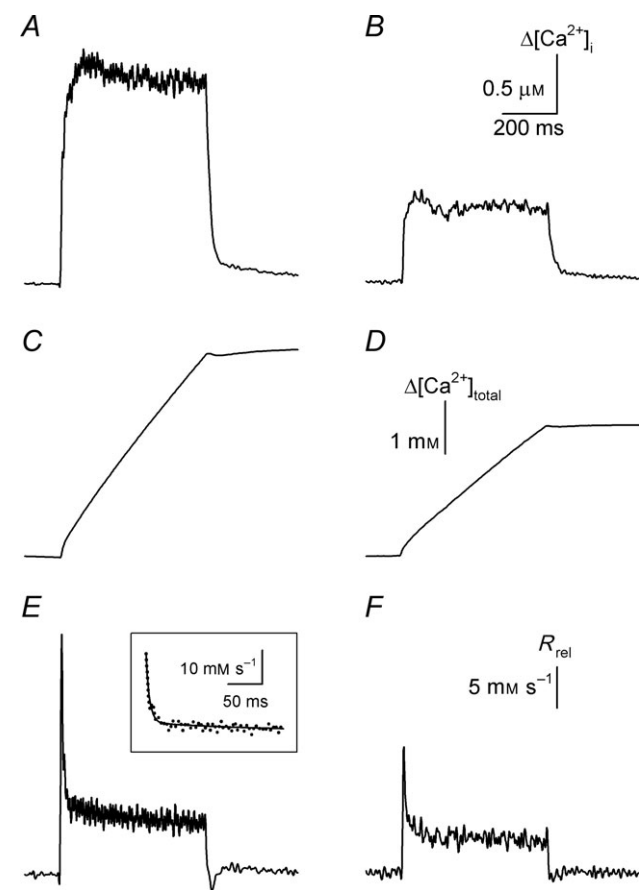 A
B
Δ[Ca²⁺]ᵢ
0.5 μM
200 ms
C
D
Δ[Ca²⁺]total
1 mM
E
10 mM s⁻¹
50 ms
F
Rrel
5 mM s⁻¹